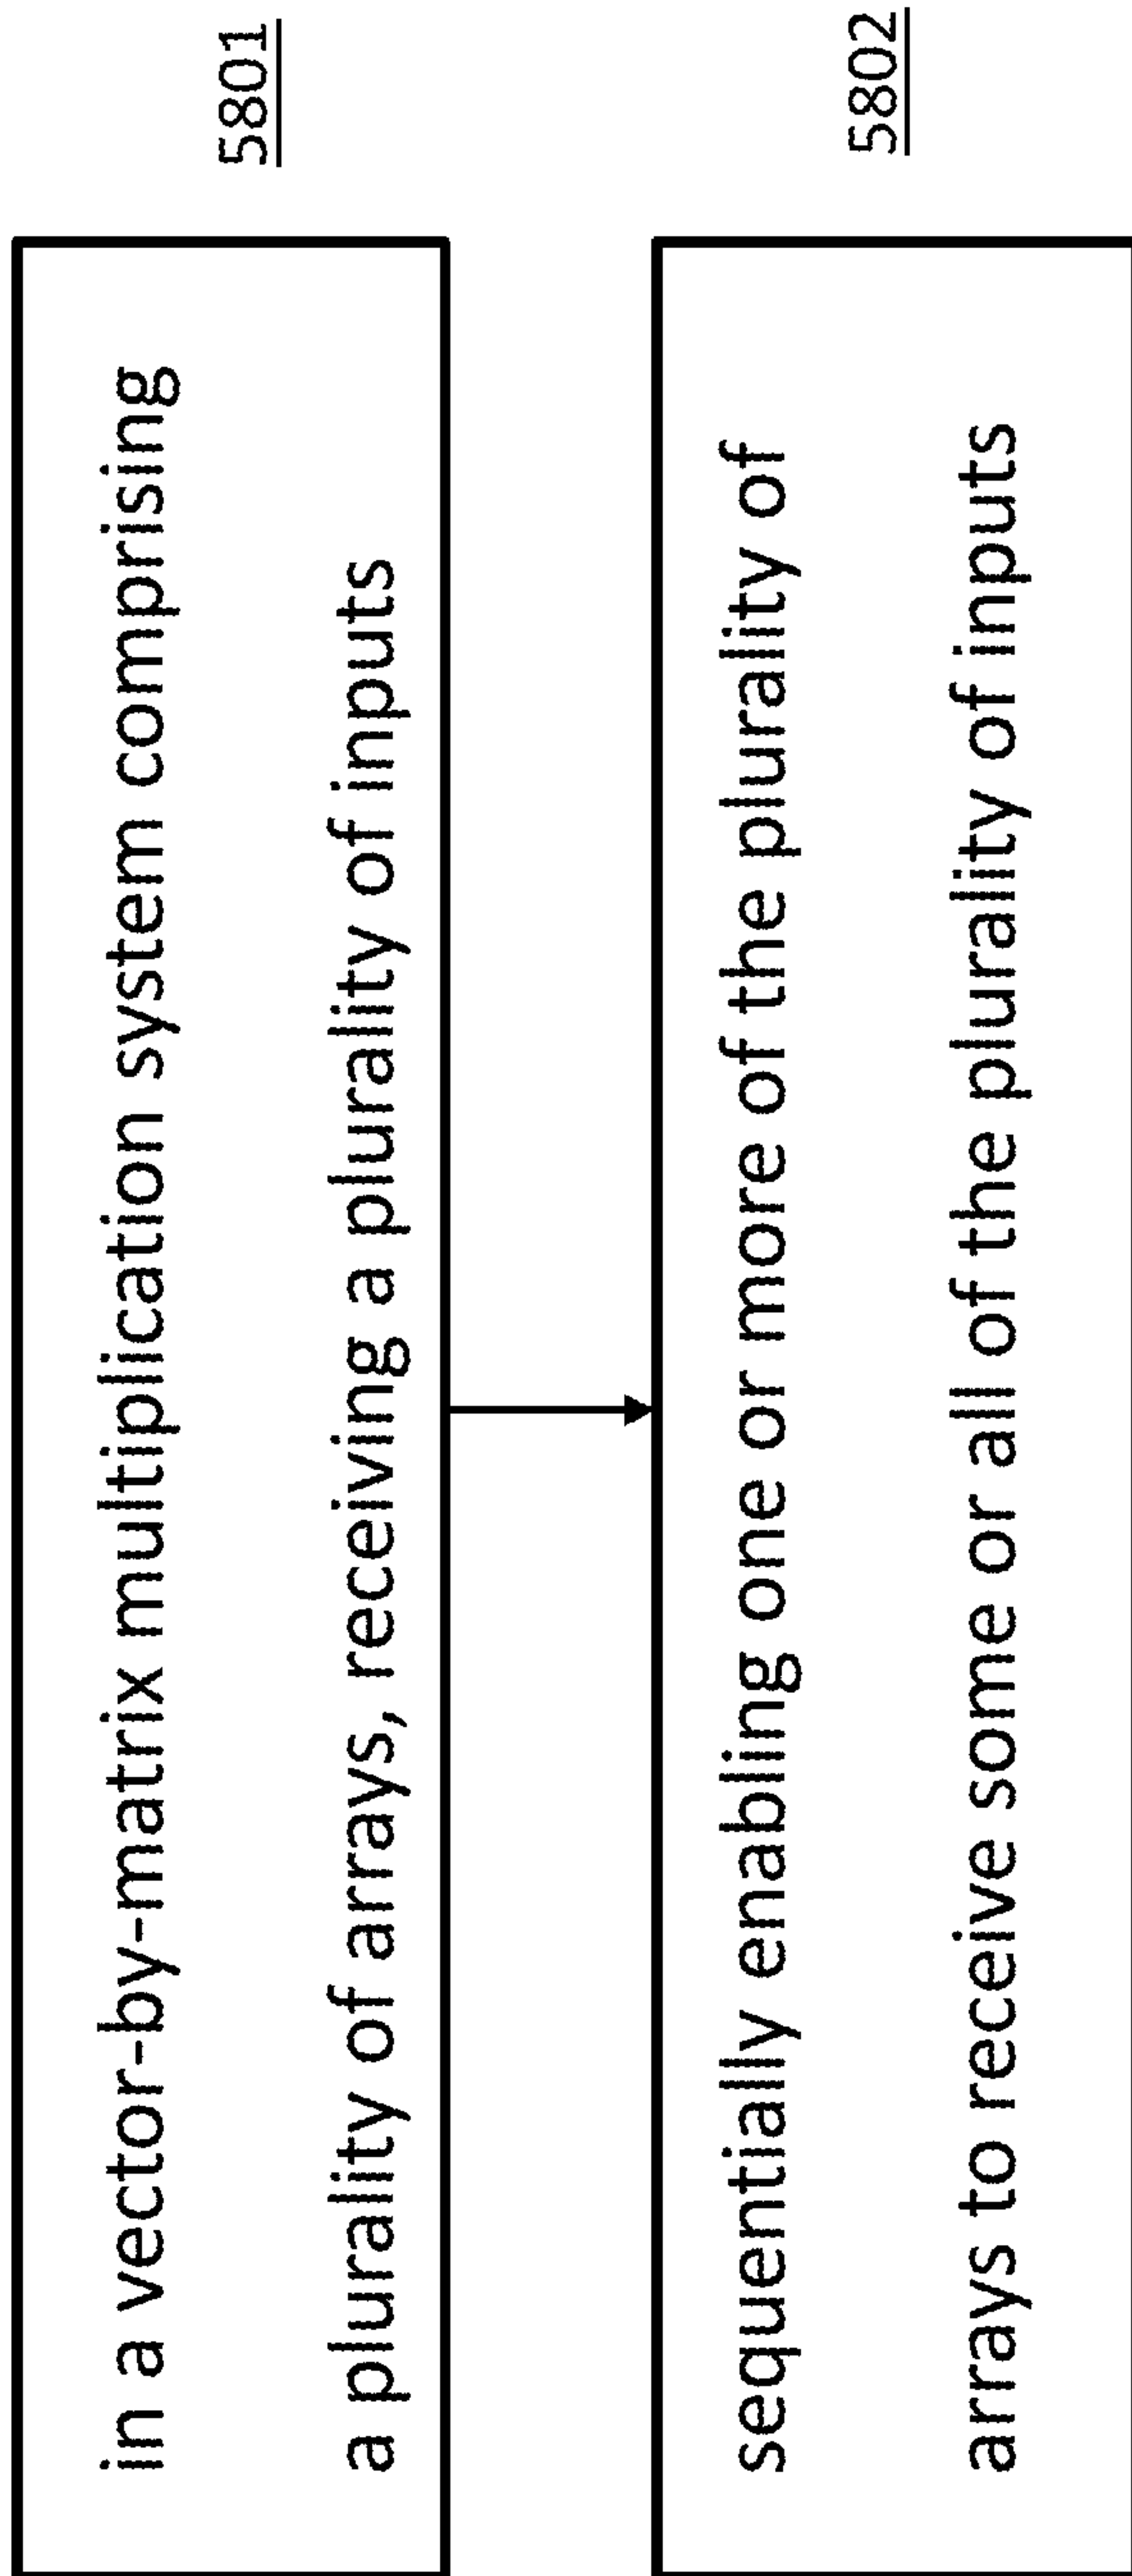 in a vector-by-matrix multiplication system comprising
a plurality of arrays, receiving a plurality of inputs
5801
sequentially enabling one or more of the plurality of
arrays to receive some or all of the plurality of inputs
5802